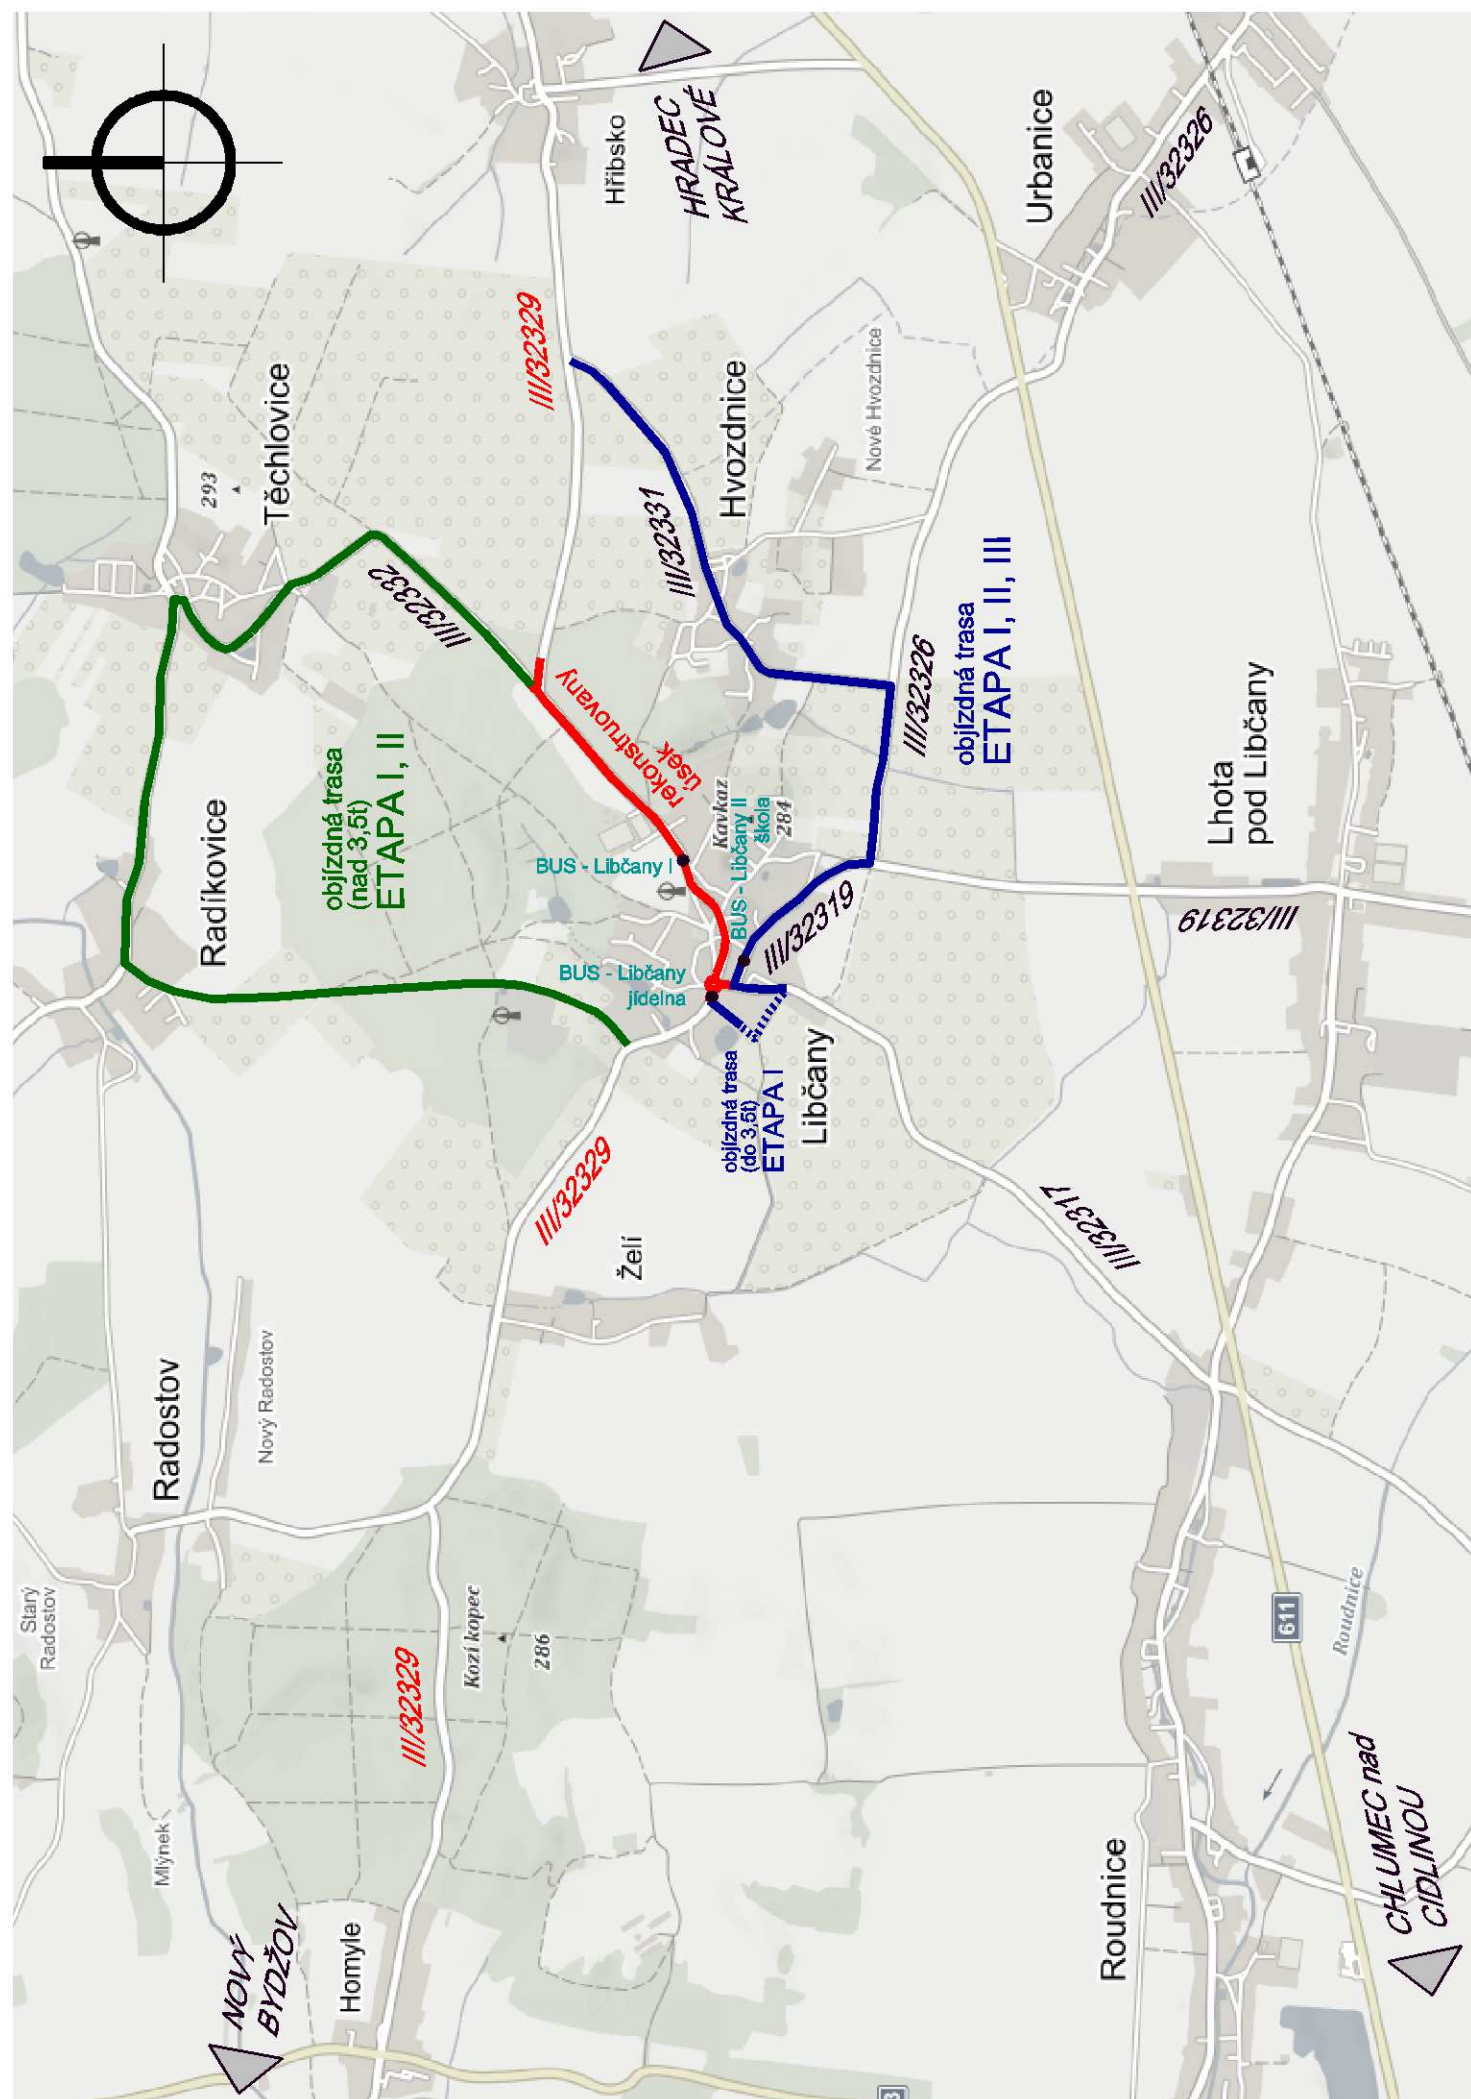 Hřibsko
HRADEC
KRÁLOVÉ
Urbanice
III/32326
III/32329
Těchlovice
293
III/32332
Hvozdnice
III/32331
Nové Hvozdnice
III/32326
objízdná trasa
ETAPA I, II, III
rekonstruovany
úsek
Kavkaz
284
Radíkovice
objízdná trasa
(nad 3,5t)
ETAPA I, II
BUS - Libčany I
BUS - Libčany II
škola
BUS - Libčany
jídelna
III/32319
Lhota
pod Libčany
III/32319
objízdná trasa
(do 3,5t)
ETAPA I
Libčany
III/32329
Želí
III/32317
Radostov
Nový Radostov
Starý
Radostov
Kozí kopec
286
III/32329
611
Roudnice
Mlýnek
NOVÝ
BYDŽOV
Homyle
Roudnice
CHLUMEC nad
CIDLINOU